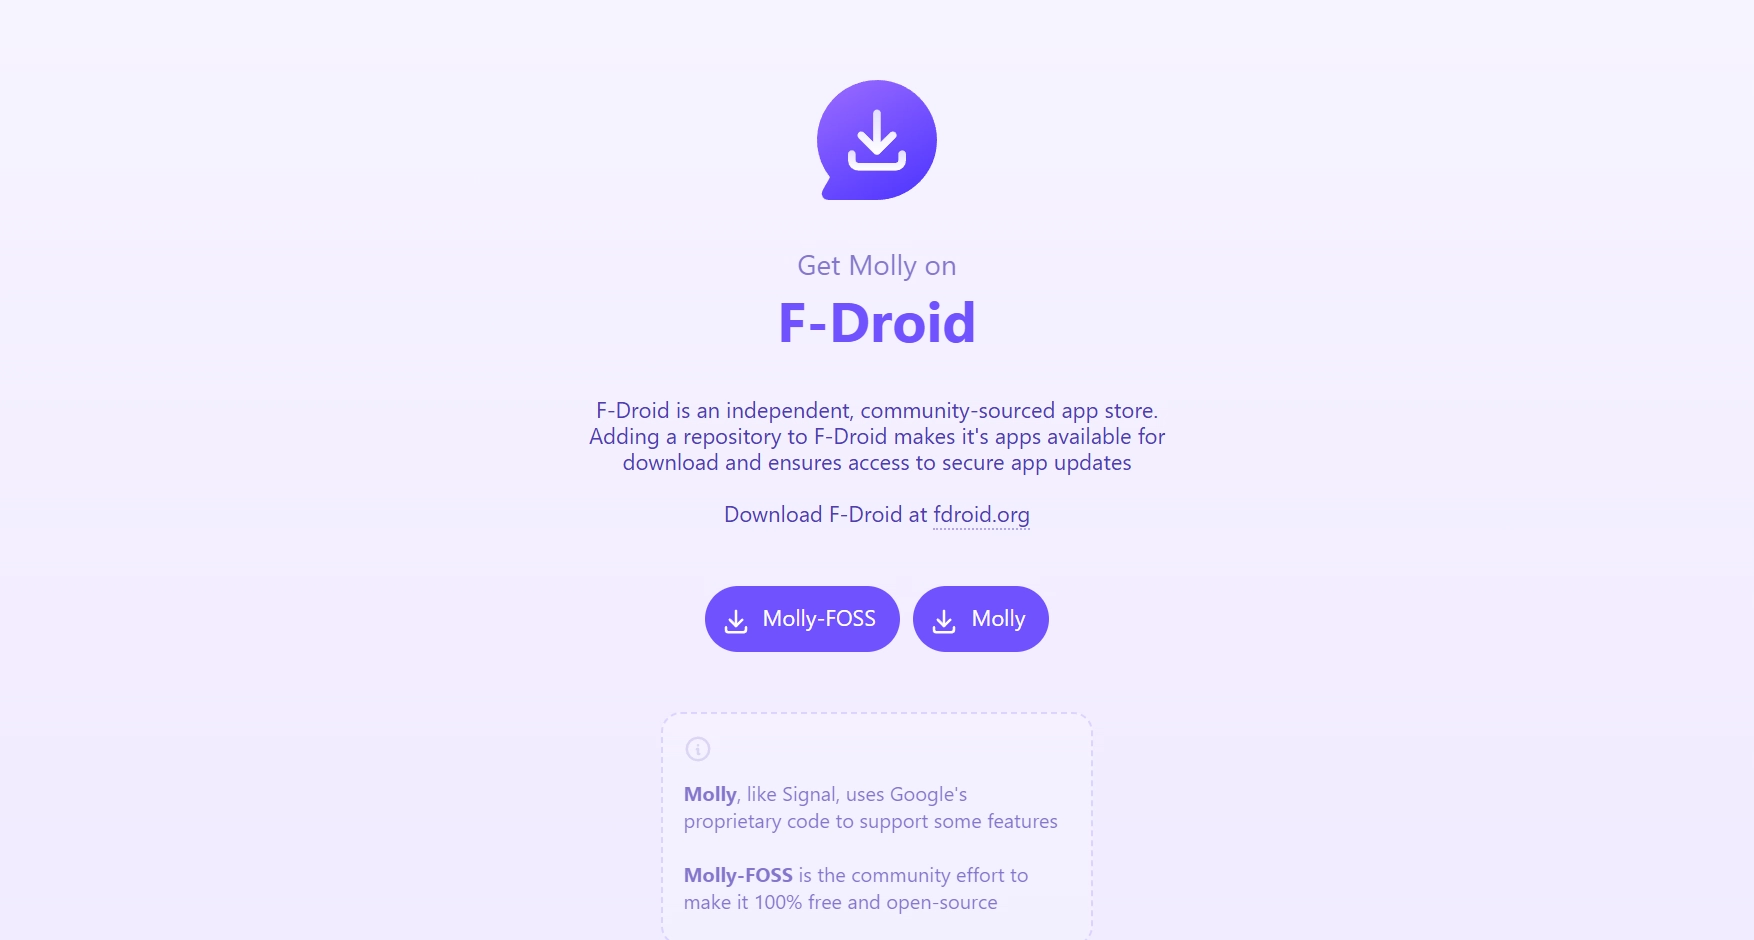 Get Molly on
F-Droid
F-Droid is an independent, community-sourced app store.
Adding a repository to F-Droid makes it's apps available for
download and ensures access to secure app updates
Download F-Droid at fdroid.org
Molly-FOSS
Molly
Molly, like Signal, uses Google's
proprietary code to support some features
Molly-FOSS is the community effort to
make it 100% free and open-source